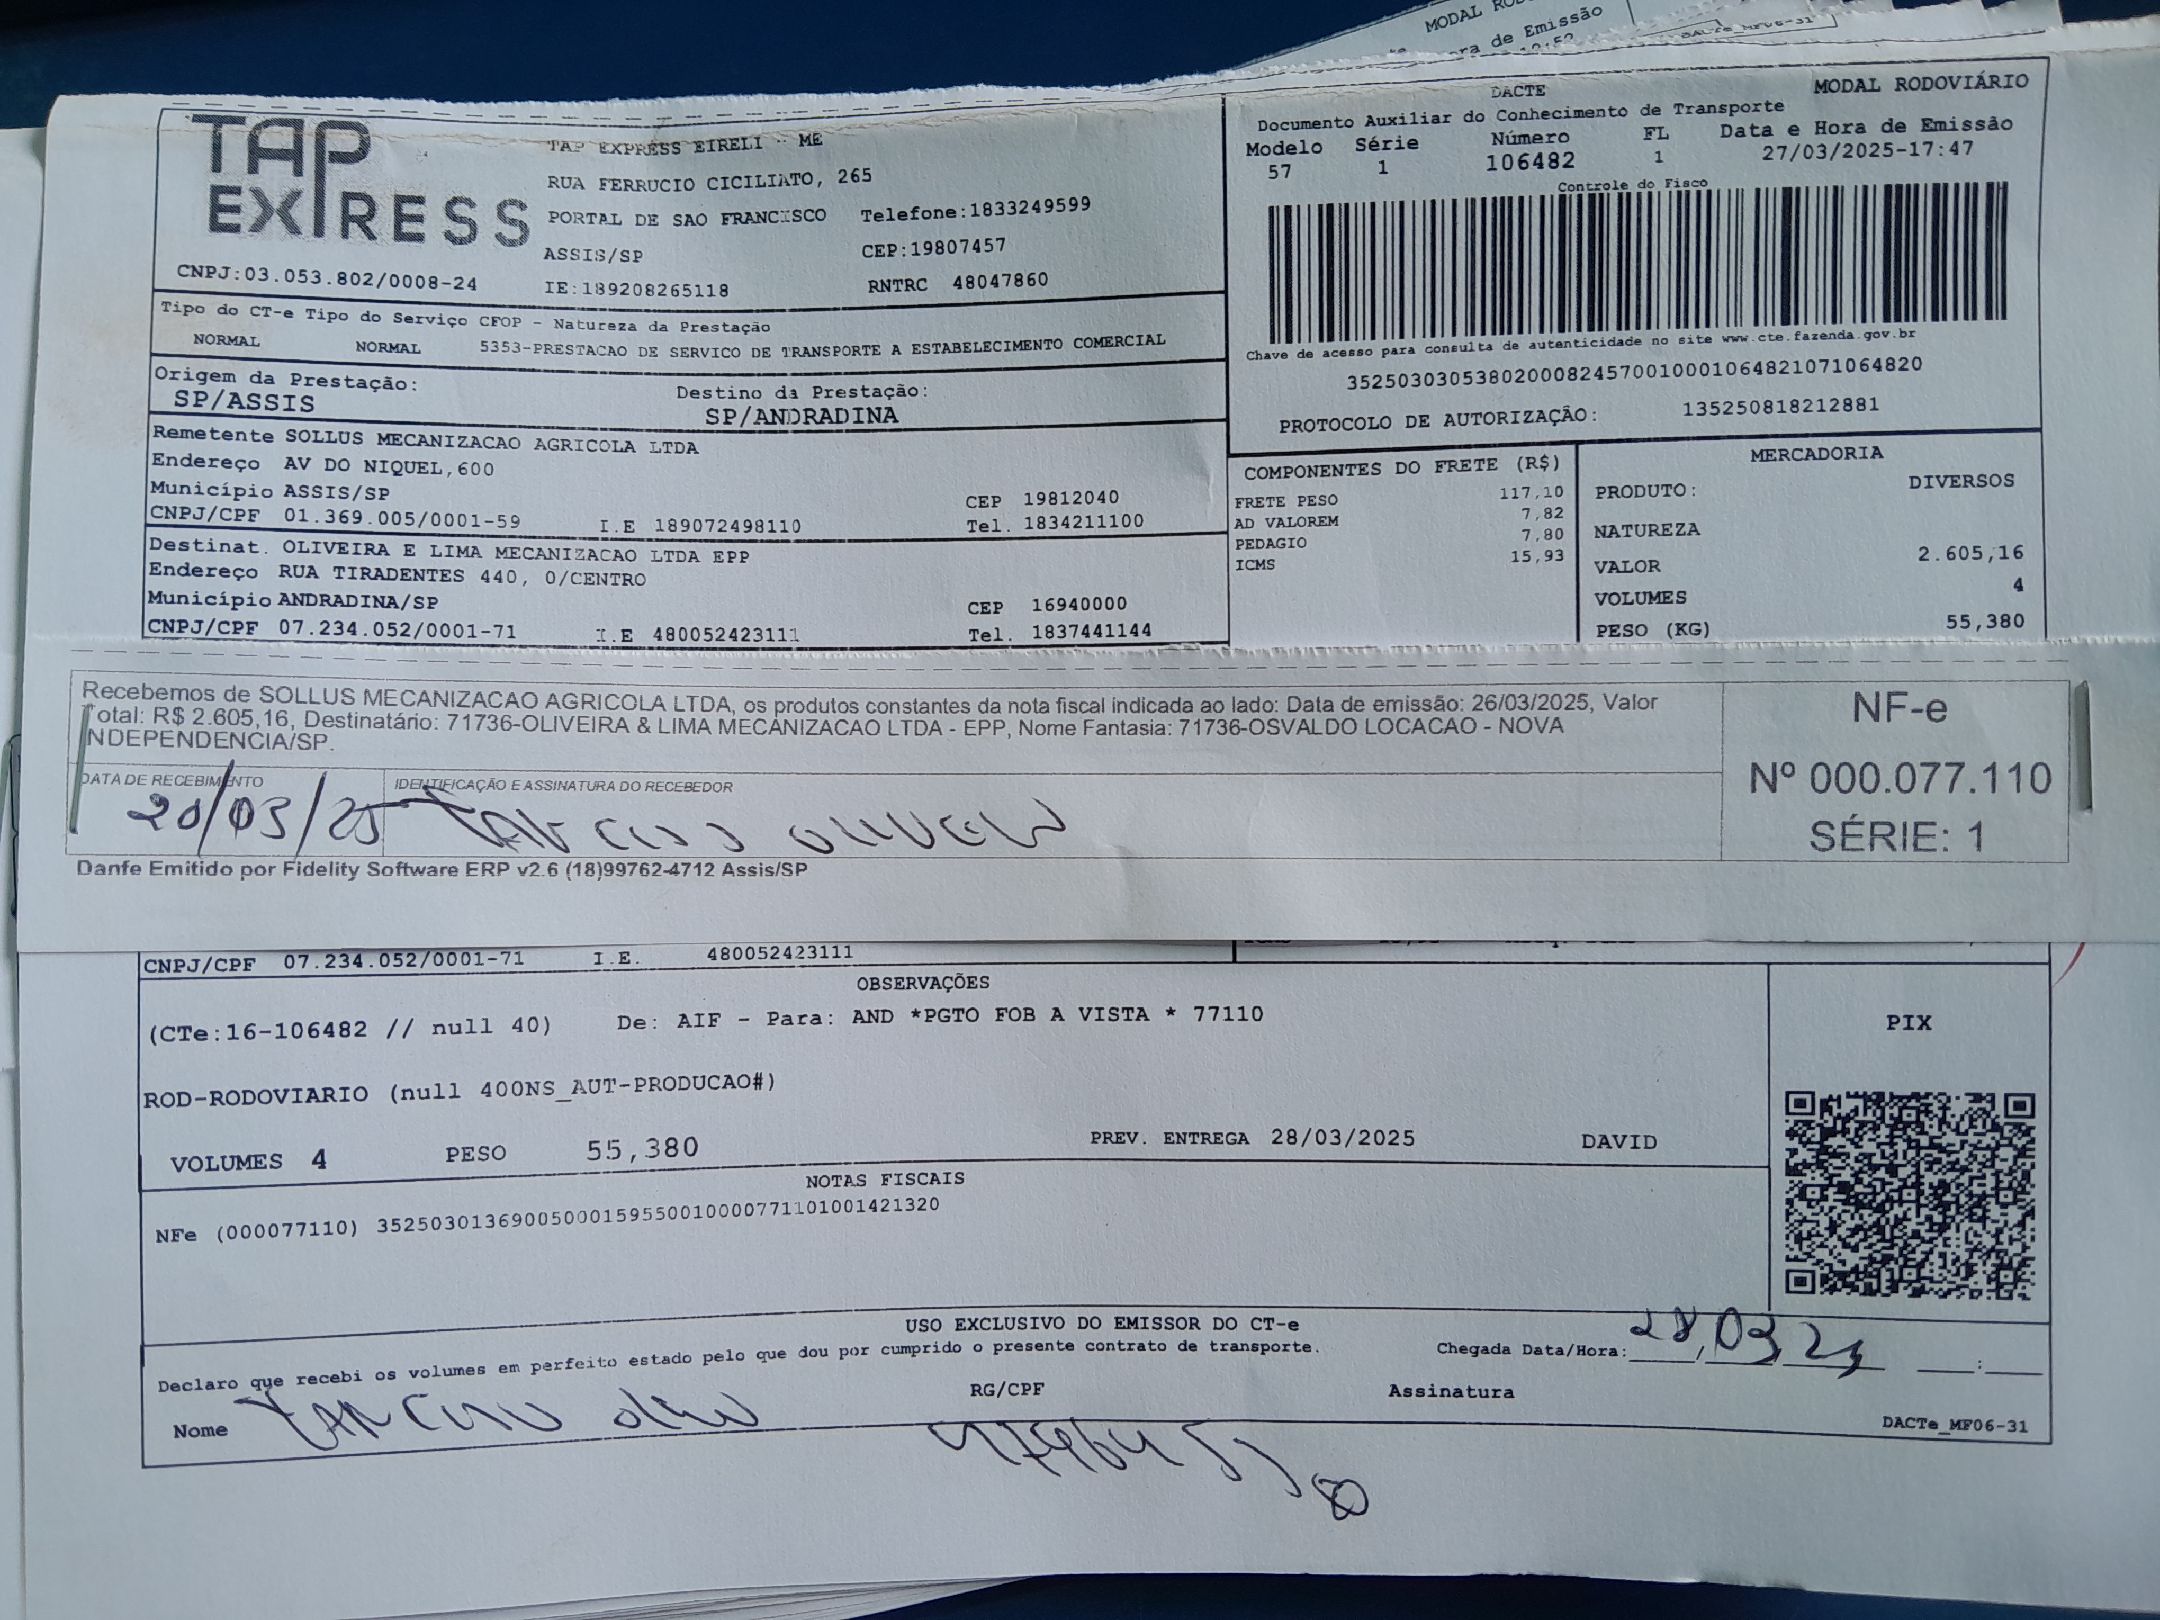 MODAL RO
ra de Emissão
DACTE
MODAL RODOVIÁRIO
Documento Auxiliar do Conhecimento de Transporte
Modelo Série Número FL Data e Hora de Emissão
57 1 106482 1 27/03/2025-17:47
Controle do Fisco
TAP EXPRESS
TAP EXPRESS EIRELI - ME
RUA FERRUCIO CICILIATO, 265
PORTAL DE SAO FRANCISCO Telefone:1833249599
ASSIS/SP CEP:19807457
CNPJ:03.053.802/0008-24 IE:189208265118 RNTRC 48047860
Tipo do CT-e Tipo do Serviço CFOP - Natureza da Prestação
NORMAL NORMAL 5353-PRESTACAO DE SERVICO DE TRANSPORTE A ESTABELECIMENTO COMERCIAL
Chave de acesso para consulta de autenticidade no site www.cte.fazenda.gov.br
35250303053802000824570010001064821071064820
PROTOCOLO DE AUTORIZAÇÃO: 135250818212881
Origem da Prestação: Destino da Prestação:
SP/ASSIS SP/ANDRADINA
Remetente SOLLUS MECANIZACAO AGRICOLA LTDA
Endereço AV DO NIQUEL,600
Município ASSIS/SP CEP 19812040
CNPJ/CPF 01.369.005/0001-59 I.E 189072498110 Tel. 1834211100
Destinat. OLIVEIRA E LIMA MECANIZACAO LTDA EPP
Endereço RUA TIRADENTES 440, 0/CENTRO
Município ANDRADINA/SP CEP 16940000
CNPJ/CPF 07.234.052/0001-71 I.E 480052423111 Tel. 1837441144
COMPONENTES DO FRETE (R$)
FRETE PESO 117,10
AD VALOREM 7,82
PEDAGIO 7,80
ICMS 15,93
MERCADORIA
PRODUTO: DIVERSOS
NATUREZA
VALOR 2.605,16
VOLUMES 4
PESO (KG) 55,380
Recebemos de SOLLUS MECANIZACAO AGRICOLA LTDA, os produtos constantes da nota fiscal indicada ao lado: Data de emissão: 26/03/2025, Valor
Total: R$ 2.605,16, Destinatário: 71736-OLIVEIRA & LIMA MECANIZACAO LTDA - EPP, Nome Fantasia: 71736-OSVALDO LOCACAO - NOVA
NDEPENDENCIA/SP.
NF-e
Nº 000.077.110
SÉRIE: 1
DATA DE RECEBIMENTO IDENTIFICAÇÃO E ASSINATURA DO RECEBEDOR
Danfe Emitido por Fidelity Software ERP v2.6 (18)99762-4712 Assis/SP
CNPJ/CPF 07.234.052/0001-71 I.E. 480052423111
OBSERVAÇÕES
(CTe:16-106482 // null 40) De: AIF - Para: AND *PGTO FOB A VISTA * 77110
ROD-RODOVIARIO (null 400NS_AUT-PRODUCAO#)
VOLUMES 4 PESO 55,380 PREV. ENTREGA 28/03/2025 DAVID
PIX
NOTAS FISCAIS
NFe (000077110) 35250301369005000159550010000771101001421320
USO EXCLUSIVO DO EMISSOR DO CT-e
Declaro que recebi os volumes em perfeito estado pelo que dou por cumprido o presente contrato de transporte.
Chegada Data/Hora: 28,03,25
Nome RG/CPF Assinatura
DACTe_MF06-31